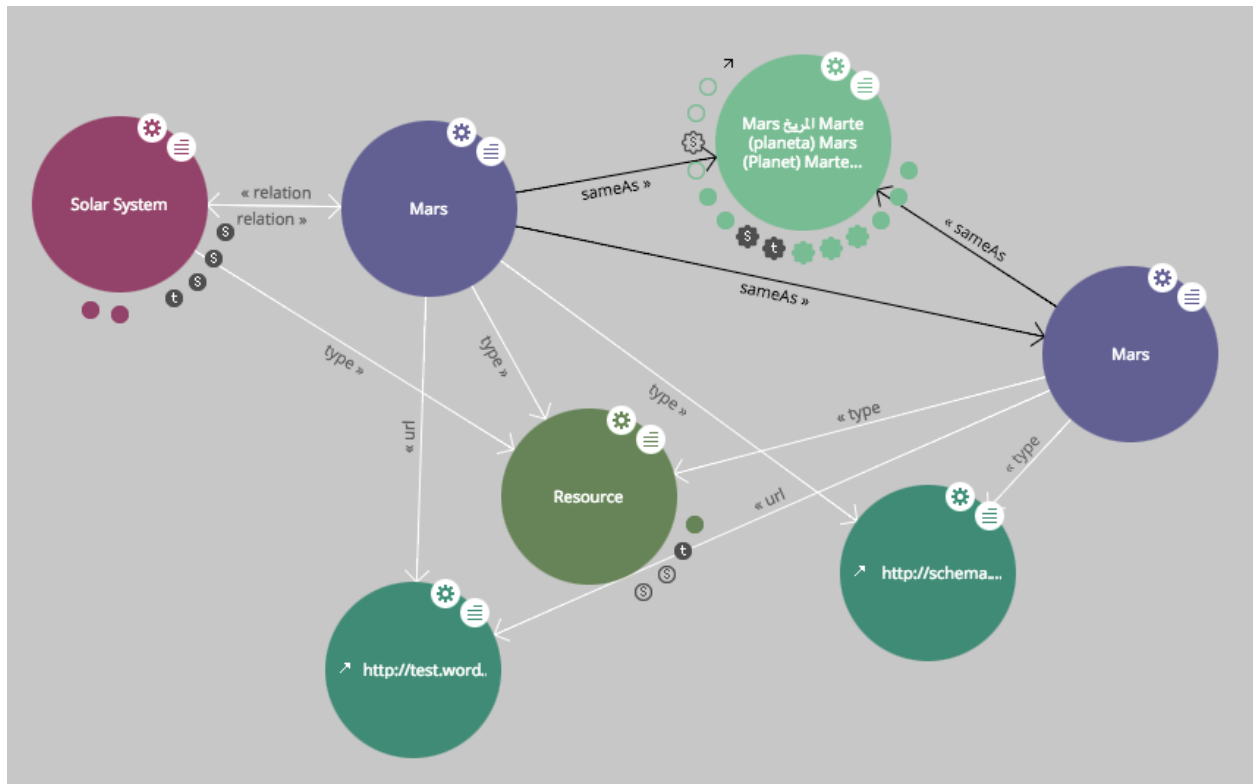 Solar System
« relation
relation »
Mars
sameAs »
sameAs »
Mars المريخ Marte
(planeta) Mars
(Planet) Marte...
« sameAs
Mars
type »
type »
type »
« type
« type
« url
« url
Resource
http://schema....
http://test.word..
S
S
S
t
S
S
t
t
S
S